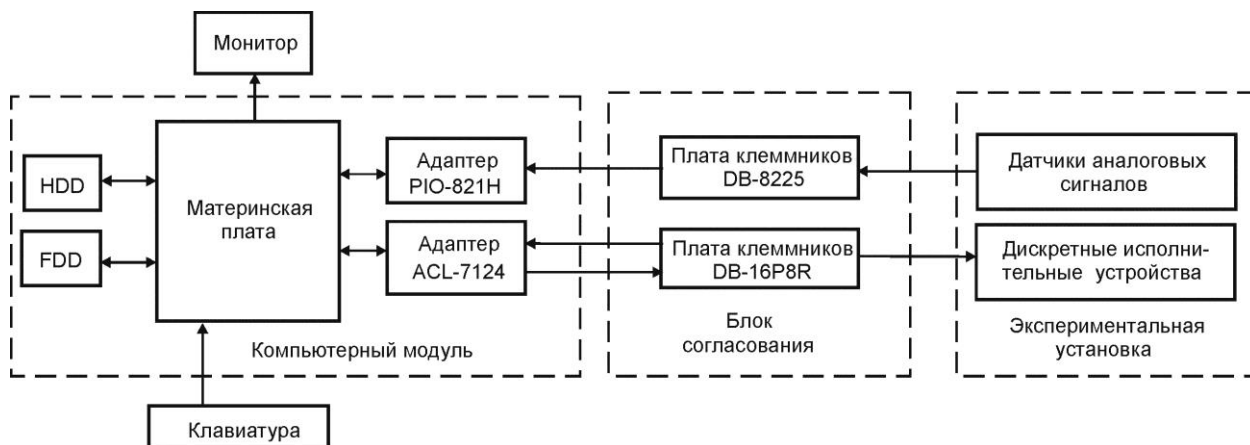 Монитор
HDD
FDD
Материнская
плата
Адаптер
PIO-821H
Адаптер
ACL-7124
Компьютерный модуль
Клавиатура
Плата клеммников
DB-8225
Плата клеммников
DB-16P8R
Блок
согласования
Датчики аналоговых
сигналов
Дискретные исполни-
тельные устройства
Экспериментальная
установка